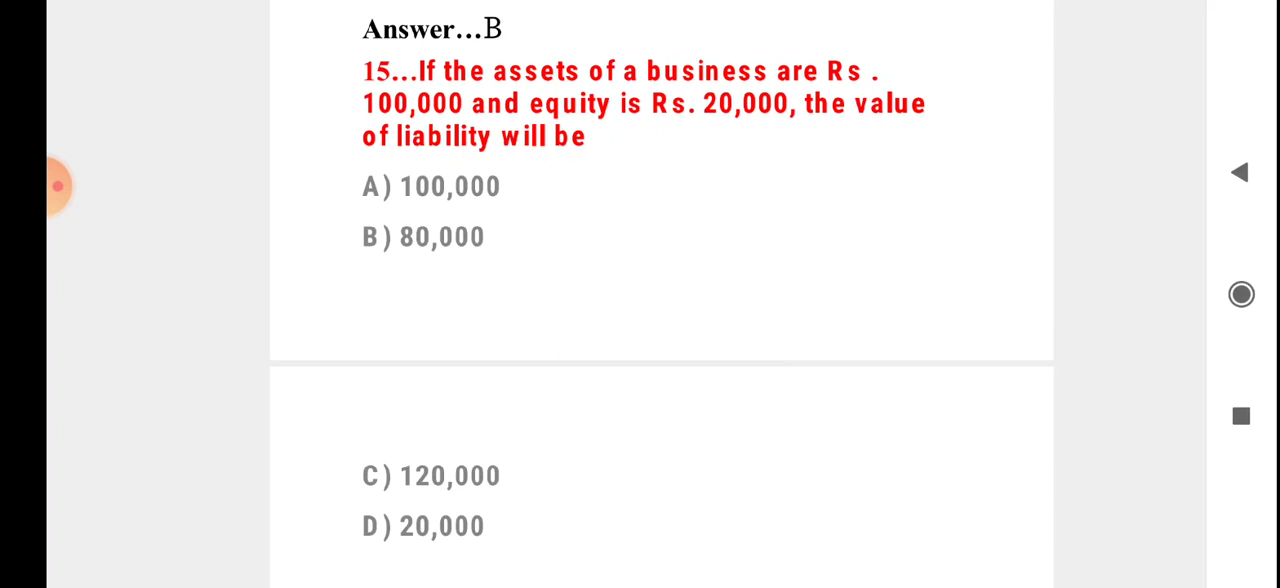 Answer...B
15...If the assets of a business are Rs .
100,000 and equity is Rs. 20,000, the value
of liability will be
A) 100,000
B) 80,000
C) 120,000
D) 20,000